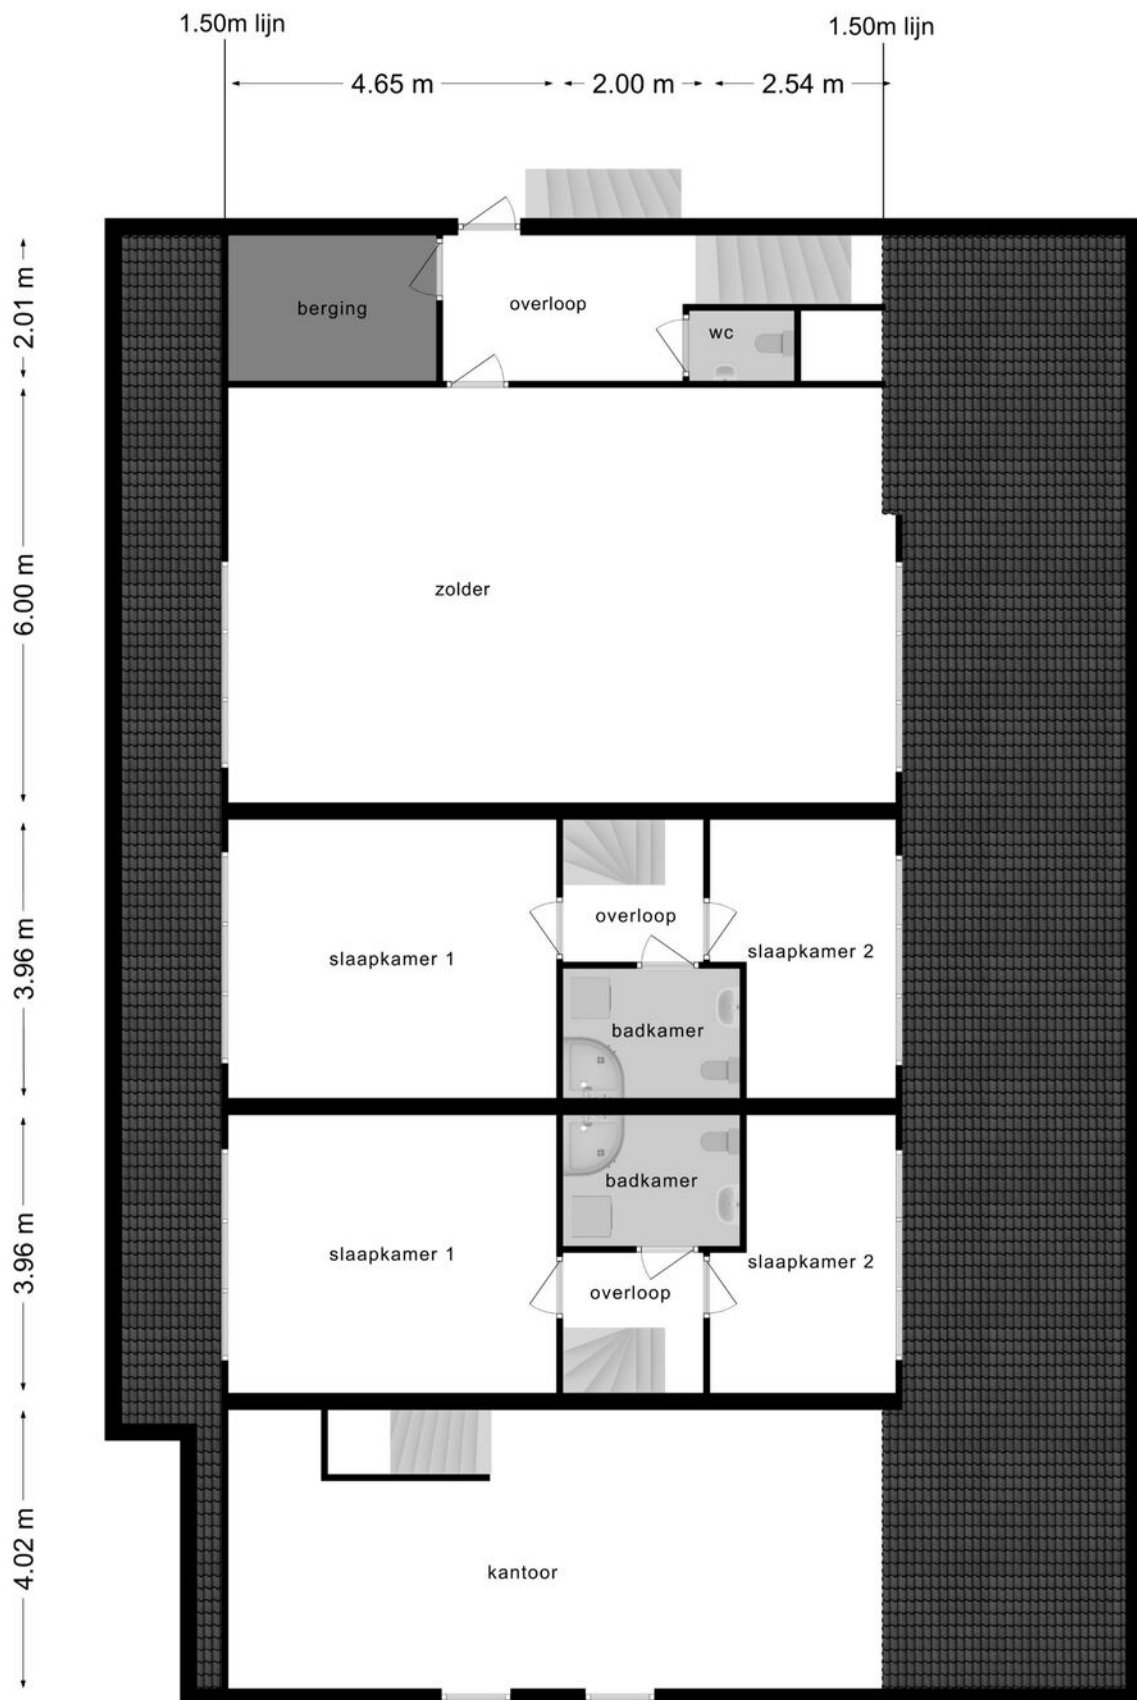 1.50m lijn
1.50m lijn
4.65 m
2.00 m
2.54 m
2.01 m
berging
overloop
wc
6.00 m
zolder
3.96 m
slaapkamer 1
overloop
slaapkamer 2
badkamer
3.96 m
slaapkamer 1
badkamer
slaapkamer 2
overloop
4.02 m
kantoor